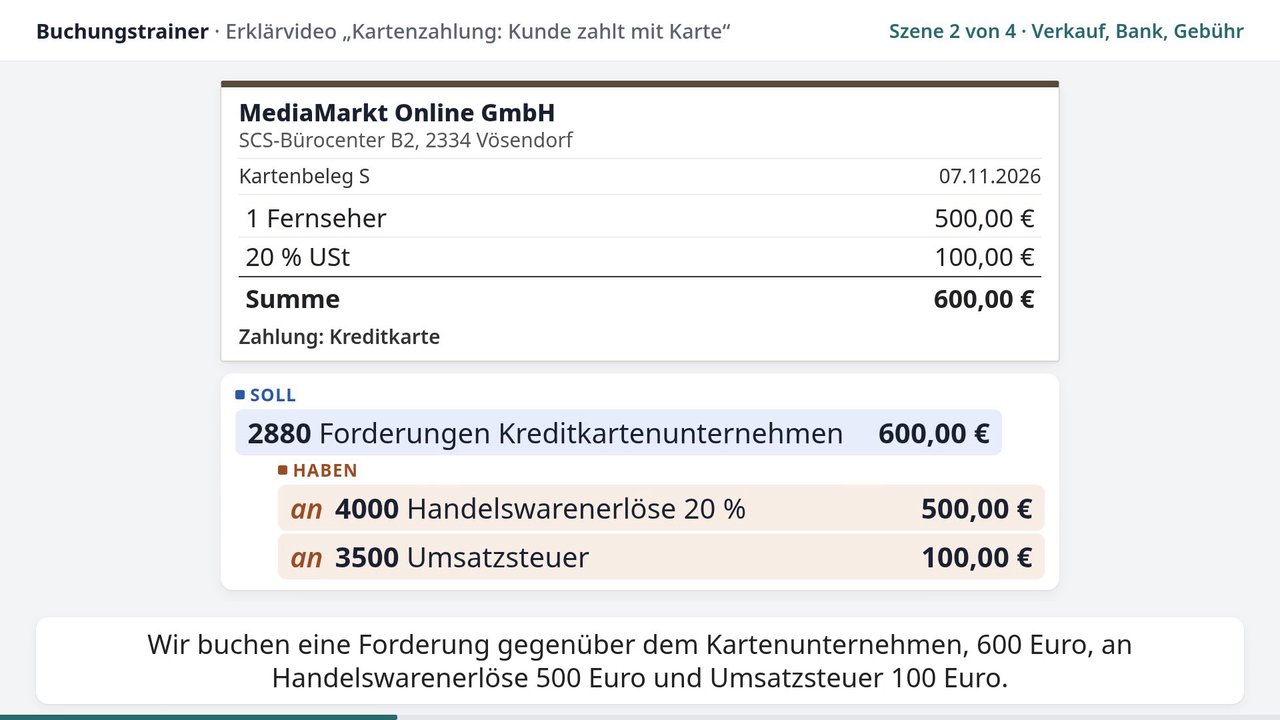 Buchungstrainer · Erklärvideo „Kartenzahlung: Kunde zahlt mit Karte“
Szene 2 von 4 · Verkauf, Bank, Gebühr
MediaMarkt Online GmbH
SCS-Bürocenter B2, 2334 Vösendorf
Kartenbeleg S 07.11.2026
1 Fernseher 500,00 €
20 % USt 100,00 €
Summe 600,00 €
Zahlung: Kreditkarte
SOLL
2880 Forderungen Kreditkartenunternehmen 600,00 €
HABEN
an 4000 Handelswarenerlöse 20 % 500,00 €
an 3500 Umsatzsteuer 100,00 €
Wir buchen eine Forderung gegenüber dem Kartenunternehmen, 600 Euro, an
Handelswarenerlöse 500 Euro und Umsatzsteuer 100 Euro.